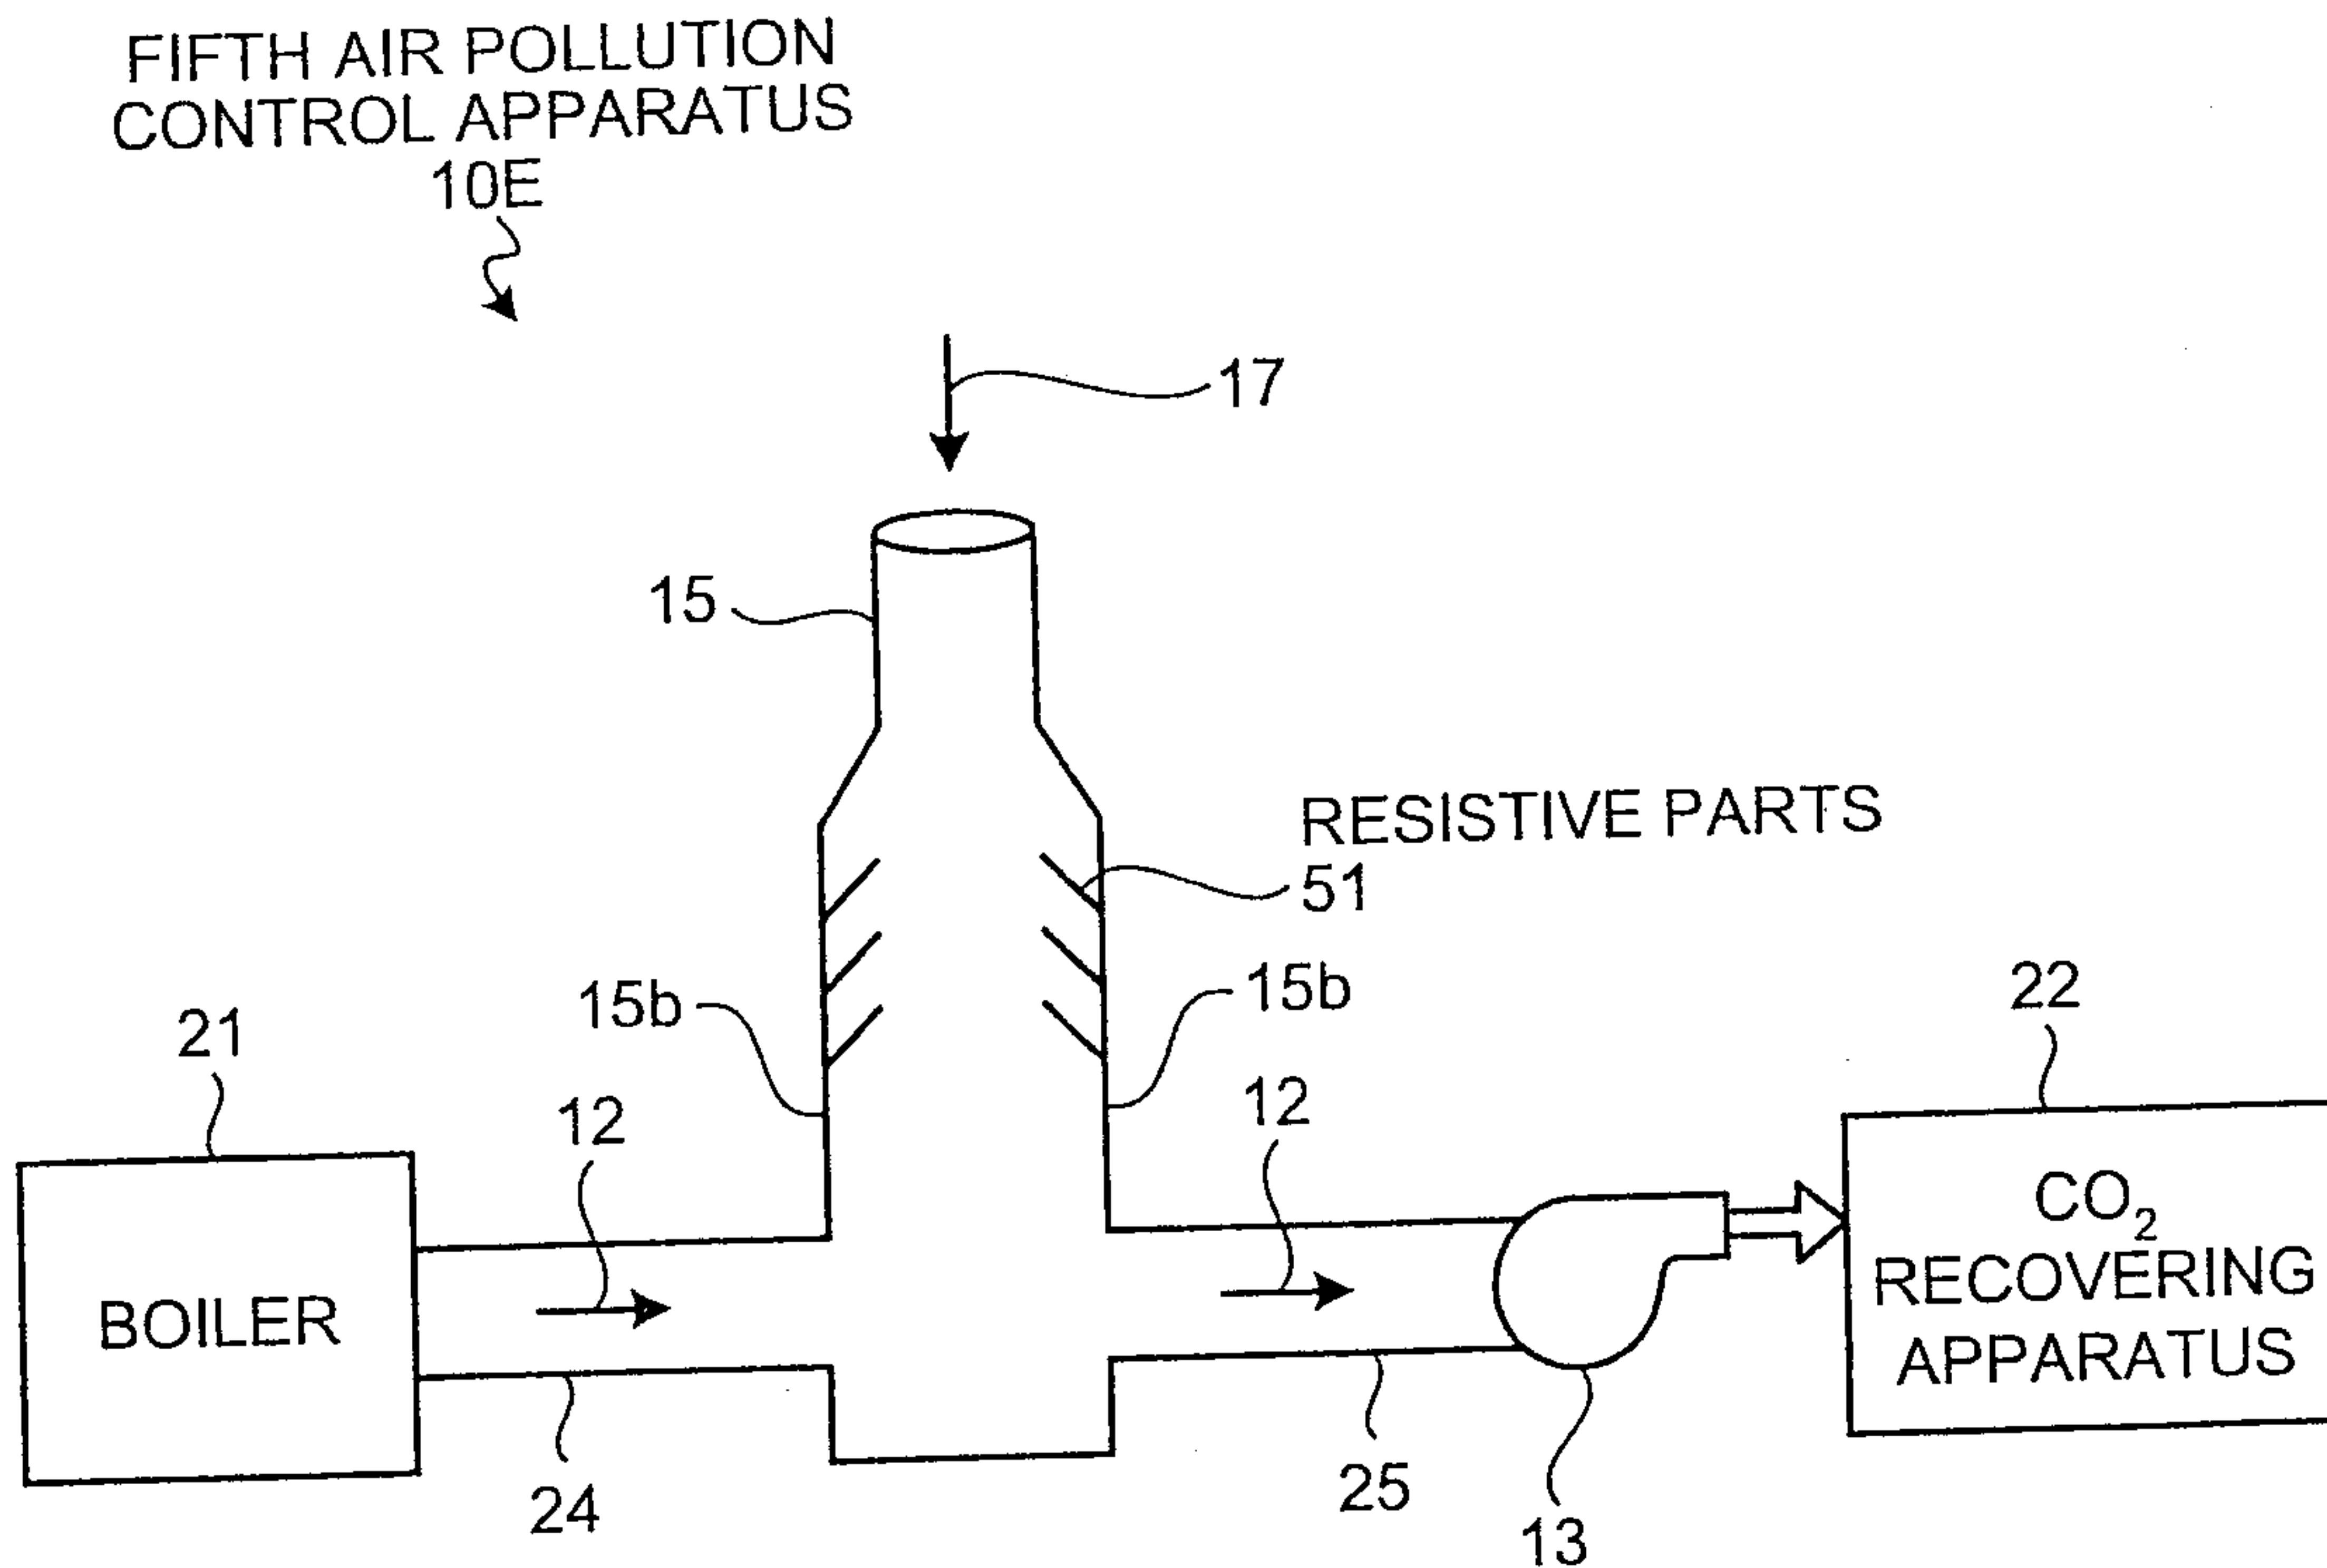 FIFTH AIR POLLUTION
CONTROL APPARATUS
10E
17
15
RESISTIVE PARTS
51
15b
15b
22
21
12
12
CO2
RECOVERING
APPARATUS
BOILER
24
25
13